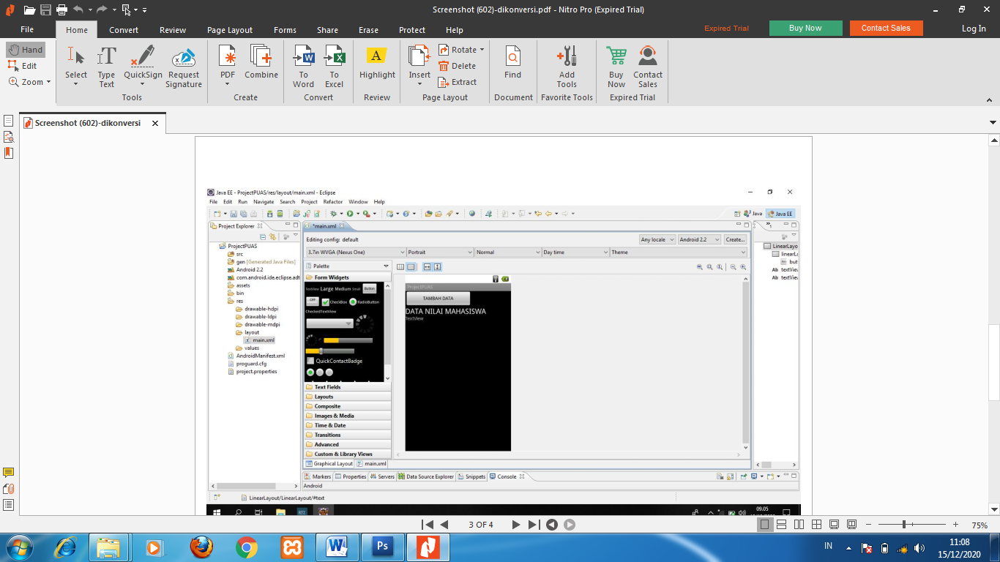 Screenshot (602)-dikonversi.pdf - Nitro Pro (Expired Trial)
File Home Convert Review Page Layout Forms Share Erase Protect Help Expired Trial Buy Now Contact Sales Log In
Hand
Edit
Zoom
Select
Type Text
QuickSign
Request Signature
Tools
PDF
Combine
Create
To Word
To Excel
Convert
A
Highlight
Review
Insert
Rotate
Delete
Extract
Page Layout
Find
Document
Add Tools
Favorite Tools
Buy Now
Contact Sales
Expired Trial
Screenshot (602)-dikonversi
Java EE - ProjectPUAS/res/layout/main.xml - Eclipse
File Edit Run Navigate Search Project Refactor Window Help
Java Java EE
Project Explorer
ProjectPUAS
src
gen [Generated Java Files]
Android 2.2
com.android.ide.eclipse.adt
assets
bin
res
drawable-hdpi
drawable-ldpi
drawable-mdpi
layout
main.xml
values
AndroidManifest.xml
proguard.cfg
project.properties
*main.xml
Editing config: default
Any locale Android 2.2 Create...
3.7in WVGA (Nexus One) Portrait Normal Day time Theme
Palette
Form Widgets
TextView Large Medium Small Button
OFF CheckBox RadioButton
CheckedTextView
QuickContactBadge
Text Fields
Layouts
Composite
Images & Media
Time & Date
Transitions
Advanced
Custom & Library Views
Graphical Layout main.xml
ProjectPUAS
TAMBAH DATA
DATA NILAI MAHASISWA
TextView
LinearLayo
linearLa
but
Ab textView
Ab textView
Markers Properties Servers Data Source Explorer Snippets Console
Android
LinearLayout/LinearLayout/#text
RTI
09.05
3 OF 4
75%
W
Ps
IN
11:08
15/12/2020